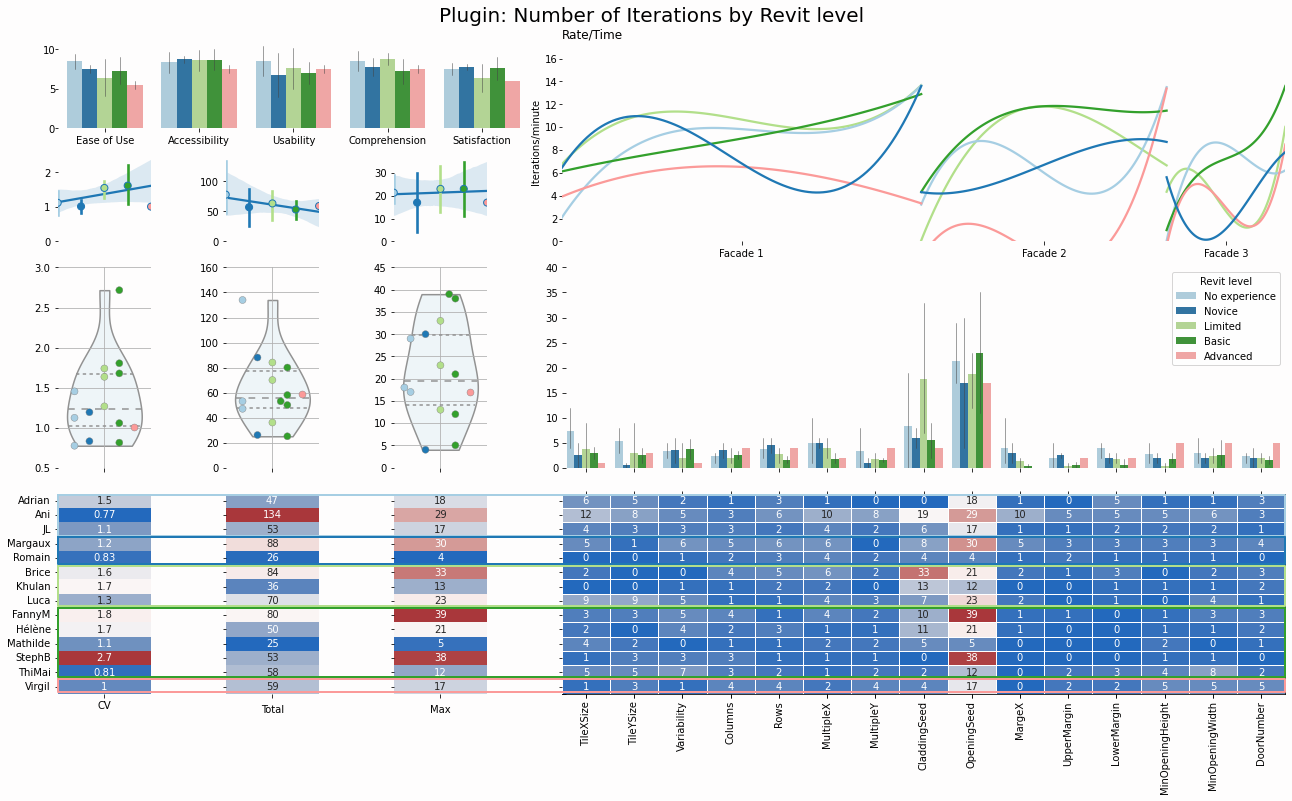 Plugin: Number of Iterations by Revit level
Rate/Time
10
5
0
Ease of Use
Accessibility
Usability
Comprehension
Satisfaction
Iterations/minute
16
14
12
10
8
6
4
2
0
Facade 1
Facade 2
Facade 3
2
1
0
100
50
0
30
20
10
0
3.0
2.5
2.0
1.5
1.0
0.5
160
140
120
100
80
60
40
20
0
45
40
35
30
25
20
15
10
5
0
40
35
30
25
20
15
10
5
0
Revit level
No experience
Novice
Limited
Basic
Advanced
Adrian 1.5 47 18 6 5 2 1 3 1 0 0 18 1 0 5 1 1 3
Ani 0.77 134 29 12 8 5 3 6 10 8 19 29 10 5 5 5 6 3
JL 1.1 53 17 4 3 3 3 2 4 2 6 17 1 1 2 2 2 1
Margaux 1.2 88 30 5 1 6 5 6 6 0 8 30 5 3 3 3 3 4
Romain 0.83 26 4 0 0 1 2 3 4 2 4 4 1 2 1 1 1 0
Brice 1.6 84 33 2 0 0 4 5 6 2 33 21 2 1 3 0 2 3
Khulan 1.7 36 13 0 0 1 1 2 2 0 13 12 0 0 1 1 1 2
Luca 1.3 70 23 9 9 5 1 1 4 3 7 23 2 0 1 0 4 1
FannyM 1.8 80 39 3 3 5 4 1 4 2 10 39 1 1 0 1 3 3
Hélène 1.7 50 21 2 0 4 2 3 1 1 11 21 1 0 0 1 1 2
Mathilde 1.1 25 5 5 0 1 1 1 2 2 5 5 0 0 0 2 0 1
StephB 2.7 53 38 1 3 3 3 1 1 1 0 38 0 0 0 1 1 0
ThiMai 0.81 58 12 5 5 7 3 2 1 2 2 12 0 2 3 4 8 2
Virgil 1 59 17 1 3 1 4 4 2 4 4 17 0 2 2 5 5 5
CV
Total
Max
TileXSize
TileYSize
Variability
Columns
Rows
MultipleX
MultipleY
CladdingSeed
OpeningSeed
MargeX
UpperMargin
LowerMargin
MinOpeningHeight
MinOpeningWidth
DoorNumber